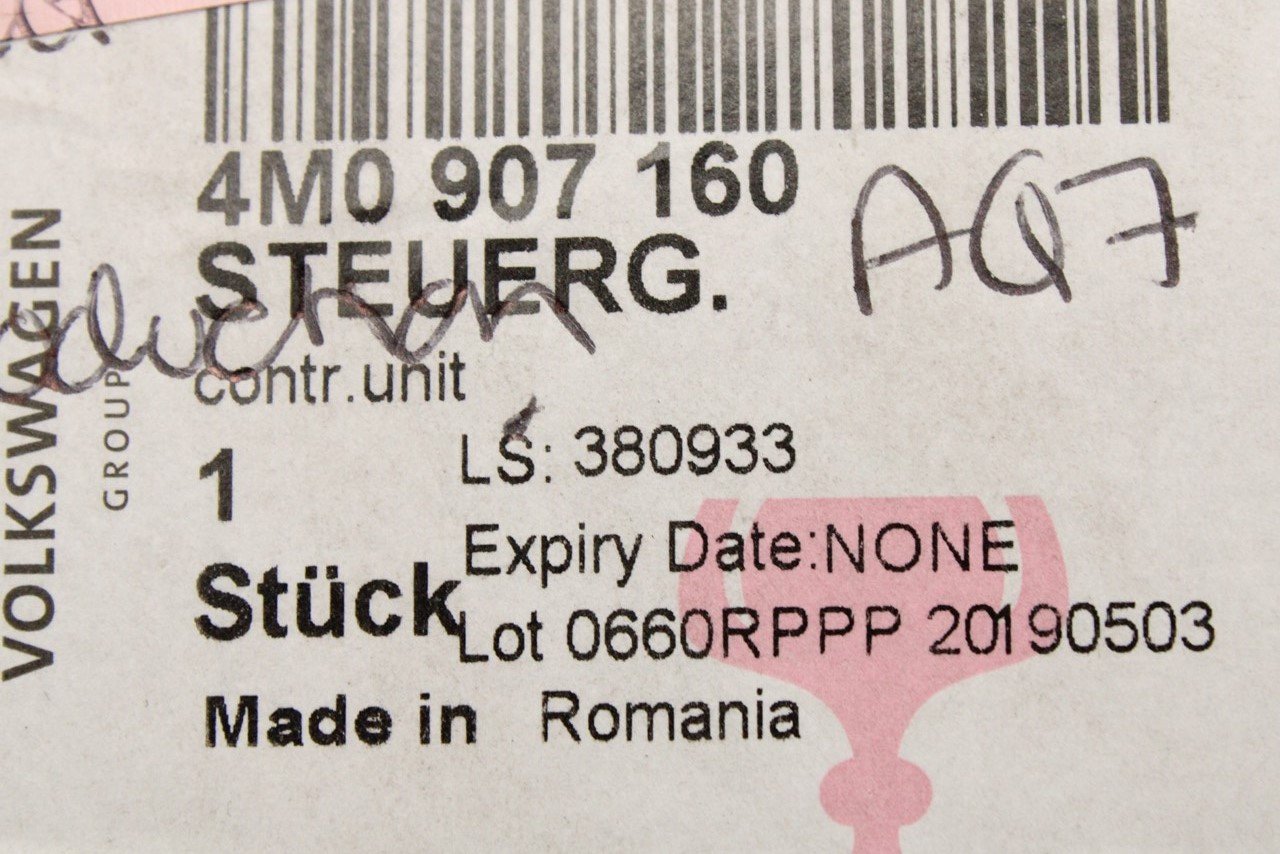 4M0 907 160
AQ7
STEUERG.
contr.unit
1
LS: 380933
Expiry Date:NONE
Stück
Lot 0660RPPP 20190503
Made in Romania
VOLKSWAGEN
GROUP